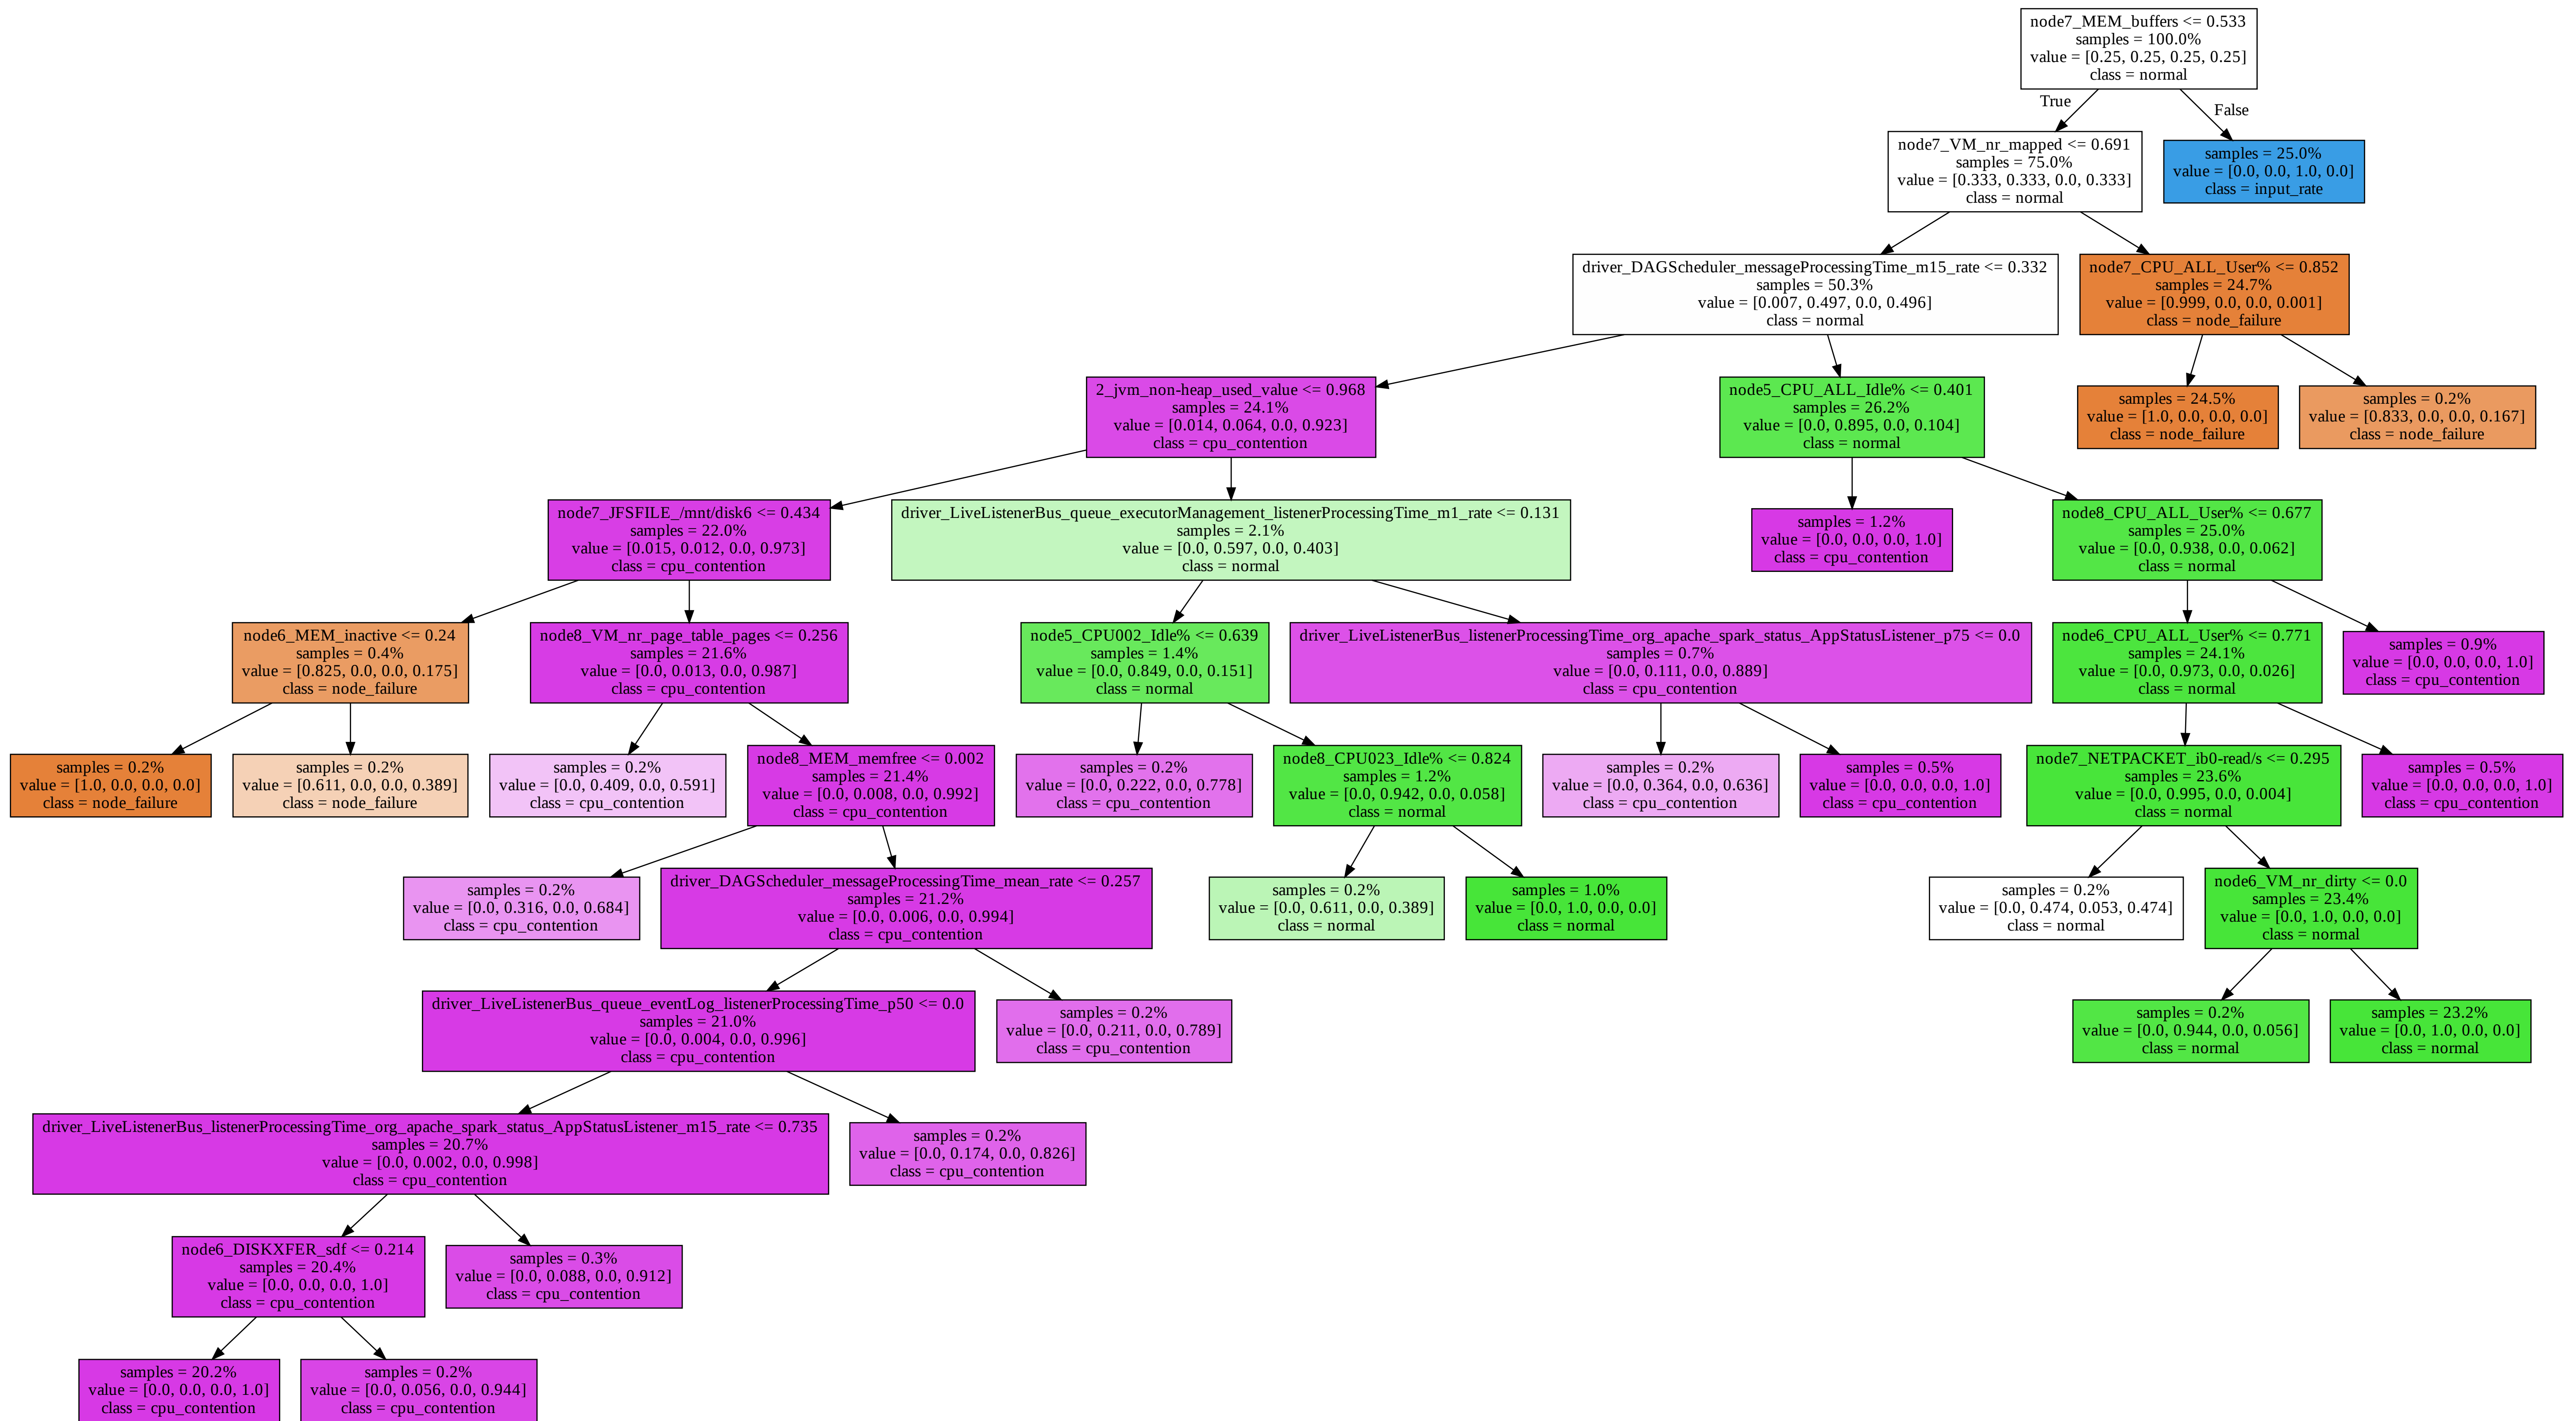 node7_MEM_buffers <= 0.533
samples = 100.0%
value = [0.25, 0.25, 0.25, 0.25]
class = normal
True
False
node7_VM_nr_mapped <= 0.691
samples = 75.0%
value = [0.333, 0.333, 0.0, 0.333]
class = normal
samples = 25.0%
value = [0.0, 0.0, 1.0, 0.0]
class = input_rate
driver_DAGScheduler_messageProcessingTime_m15_rate <= 0.332
samples = 50.3%
value = [0.007, 0.497, 0.0, 0.496]
class = normal
node7_CPU_ALL_User% <= 0.852
samples = 24.7%
value = [0.999, 0.0, 0.0, 0.001]
class = node_failure
2_jvm_non-heap_used_value <= 0.968
samples = 24.1%
value = [0.014, 0.064, 0.0, 0.923]
class = cpu_contention
node5_CPU_ALL_Idle% <= 0.401
samples = 26.2%
value = [0.0, 0.895, 0.0, 0.104]
class = normal
samples = 24.5%
value = [1.0, 0.0, 0.0, 0.0]
class = node_failure
samples = 0.2%
value = [0.833, 0.0, 0.0, 0.167]
class = node_failure
node7_JFSFILE_/mnt/disk6 <= 0.434
samples = 22.0%
value = [0.015, 0.012, 0.0, 0.973]
class = cpu_contention
driver_LiveListenerBus_queue_executorManagement_listenerProcessingTime_m1_rate <= 0.131
samples = 2.1%
value = [0.0, 0.597, 0.0, 0.403]
class = normal
samples = 1.2%
value = [0.0, 0.0, 0.0, 1.0]
class = cpu_contention
node8_CPU_ALL_User% <= 0.677
samples = 25.0%
value = [0.0, 0.938, 0.0, 0.062]
class = normal
node6_MEM_inactive <= 0.24
samples = 0.4%
value = [0.825, 0.0, 0.0, 0.175]
class = node_failure
node8_VM_nr_page_table_pages <= 0.256
samples = 21.6%
value = [0.0, 0.013, 0.0, 0.987]
class = cpu_contention
node5_CPU002_Idle% <= 0.639
samples = 1.4%
value = [0.0, 0.849, 0.0, 0.151]
class = normal
driver_LiveListenerBus_listenerProcessingTime_org_apache_spark_status_AppStatusListener_p75 <= 0.0
samples = 0.7%
value = [0.0, 0.111, 0.0, 0.889]
class = cpu_contention
node6_CPU_ALL_User% <= 0.771
samples = 24.1%
value = [0.0, 0.973, 0.0, 0.026]
class = normal
samples = 0.9%
value = [0.0, 0.0, 0.0, 1.0]
class = cpu_contention
samples = 0.2%
value = [1.0, 0.0, 0.0, 0.0]
class = node_failure
samples = 0.2%
value = [0.611, 0.0, 0.0, 0.389]
class = node_failure
samples = 0.2%
value = [0.0, 0.409, 0.0, 0.591]
class = cpu_contention
node8_MEM_memfree <= 0.002
samples = 21.4%
value = [0.0, 0.008, 0.0, 0.992]
class = cpu_contention
samples = 0.2%
value = [0.0, 0.222, 0.0, 0.778]
class = cpu_contention
node8_CPU023_Idle% <= 0.824
samples = 1.2%
value = [0.0, 0.942, 0.0, 0.058]
class = normal
samples = 0.2%
value = [0.0, 0.364, 0.0, 0.636]
class = cpu_contention
samples = 0.5%
value = [0.0, 0.0, 0.0, 1.0]
class = cpu_contention
node7_NETPACKET_ib0-read/s <= 0.295
samples = 23.6%
value = [0.0, 0.995, 0.0, 0.004]
class = normal
samples = 0.5%
value = [0.0, 0.0, 0.0, 1.0]
class = cpu_contention
samples = 0.2%
value = [0.0, 0.316, 0.0, 0.684]
class = cpu_contention
driver_DAGScheduler_messageProcessingTime_mean_rate <= 0.257
samples = 21.2%
value = [0.0, 0.006, 0.0, 0.994]
class = cpu_contention
samples = 0.2%
value = [0.0, 0.611, 0.0, 0.389]
class = normal
samples = 1.0%
value = [0.0, 1.0, 0.0, 0.0]
class = normal
samples = 0.2%
value = [0.0, 0.474, 0.053, 0.474]
class = normal
node6_VM_nr_dirty <= 0.0
samples = 23.4%
value = [0.0, 1.0, 0.0, 0.0]
class = normal
driver_LiveListenerBus_queue_eventLog_listenerProcessingTime_p50 <= 0.0
samples = 21.0%
value = [0.0, 0.004, 0.0, 0.996]
class = cpu_contention
samples = 0.2%
value = [0.0, 0.211, 0.0, 0.789]
class = cpu_contention
samples = 0.2%
value = [0.0, 0.944, 0.0, 0.056]
class = normal
samples = 23.2%
value = [0.0, 1.0, 0.0, 0.0]
class = normal
driver_LiveListenerBus_listenerProcessingTime_org_apache_spark_status_AppStatusListener_m15_rate <= 0.735
samples = 20.7%
value = [0.0, 0.002, 0.0, 0.998]
class = cpu_contention
samples = 0.2%
value = [0.0, 0.174, 0.0, 0.826]
class = cpu_contention
node6_DISKXFER_sdf <= 0.214
samples = 20.4%
value = [0.0, 0.0, 0.0, 1.0]
class = cpu_contention
samples = 0.3%
value = [0.0, 0.088, 0.0, 0.912]
class = cpu_contention
samples = 20.2%
value = [0.0, 0.0, 0.0, 1.0]
class = cpu_contention
samples = 0.2%
value = [0.0, 0.056, 0.0, 0.944]
class = cpu_contention